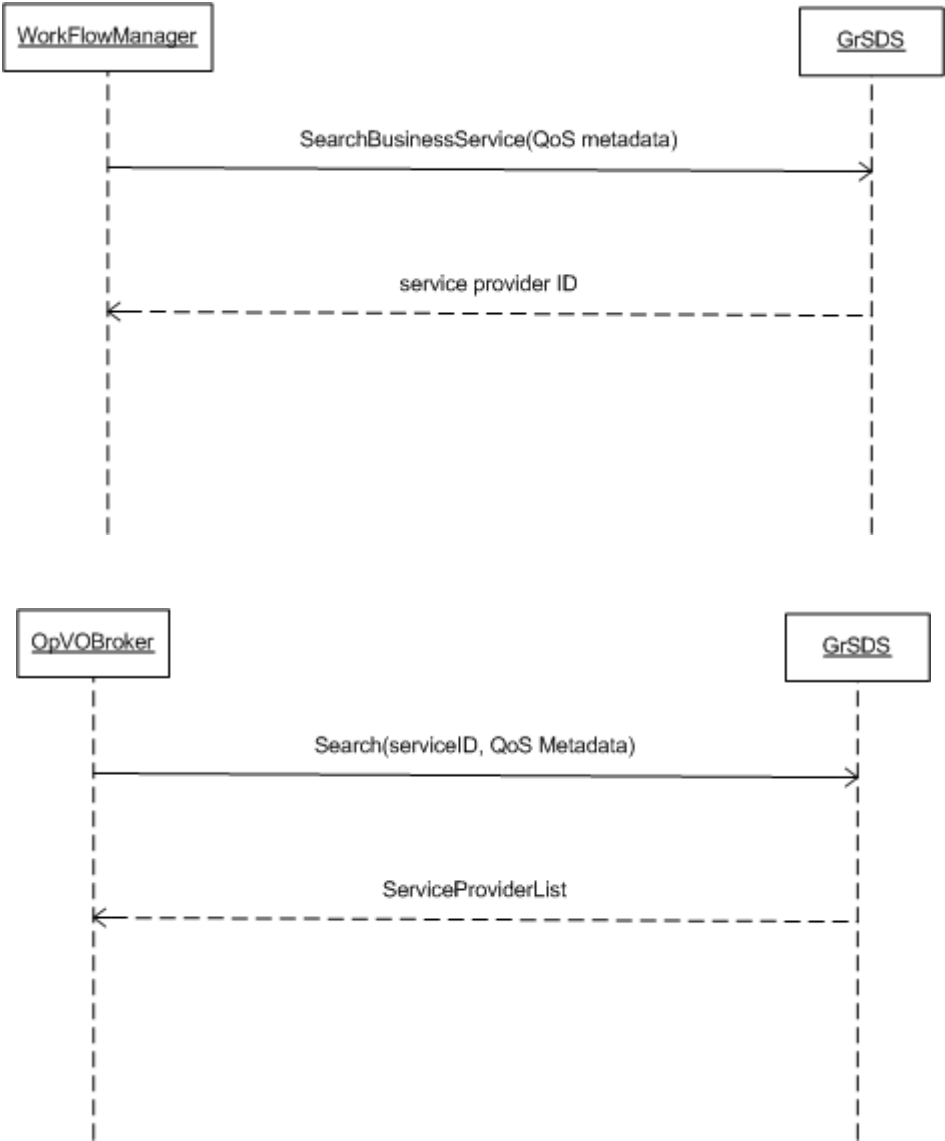 WorkFlowManager
GrSDS
SearchBusinessService(QoS metadata)
service provider ID
OpVOBroker
GrSDS
Search(serviceID, QoS Metadata)
ServiceProviderList